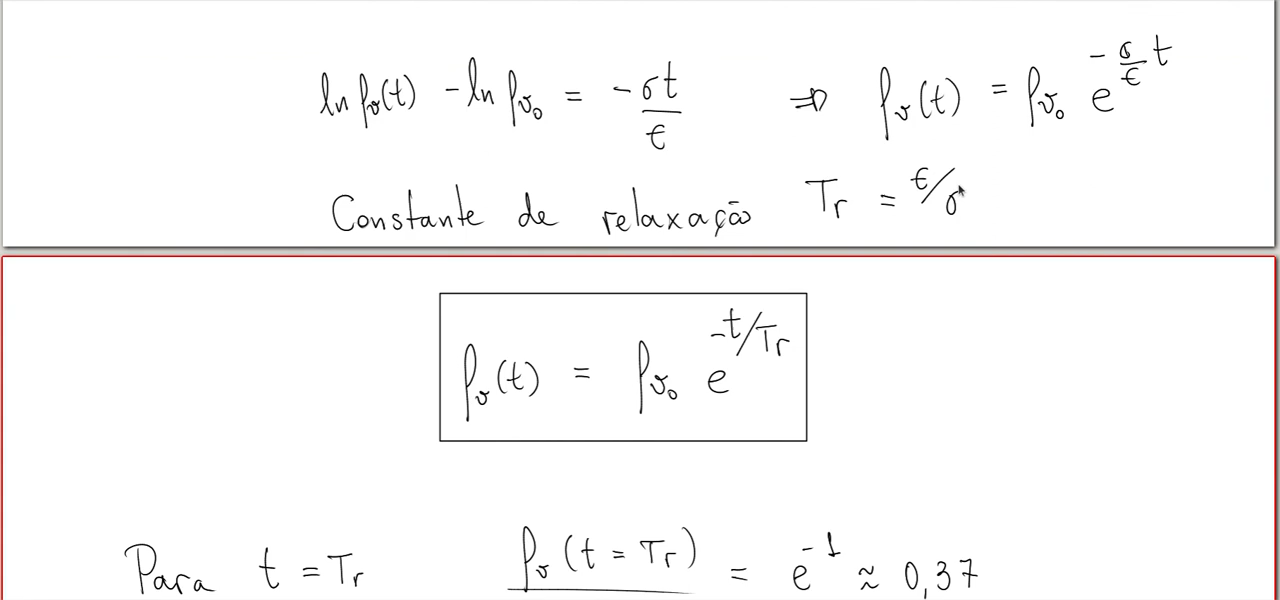 ln ρᵥ(t) - ln ρᵥ₀ = -σt/ε ⇒ ρᵥ(t) = ρᵥ₀ e^(-σ/ε t)
Constante de relaxação Tr = ε/σ
ρᵥ(t) = ρᵥ₀ e^(-t/Tr)
Para t = Tr ρᵥ(t = Tr) = e^-1 ≈ 0,37